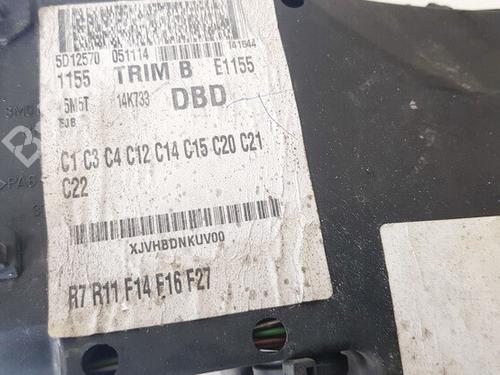 5D12570 051114 141644
1155 TRIM B E1155
5M5T 14K733 DBD
EJB
C1 C3 C4 C12 C14 C15 C20 C21
C22
XJVHBDNKUV00
R7 R11 F14 F16 F27